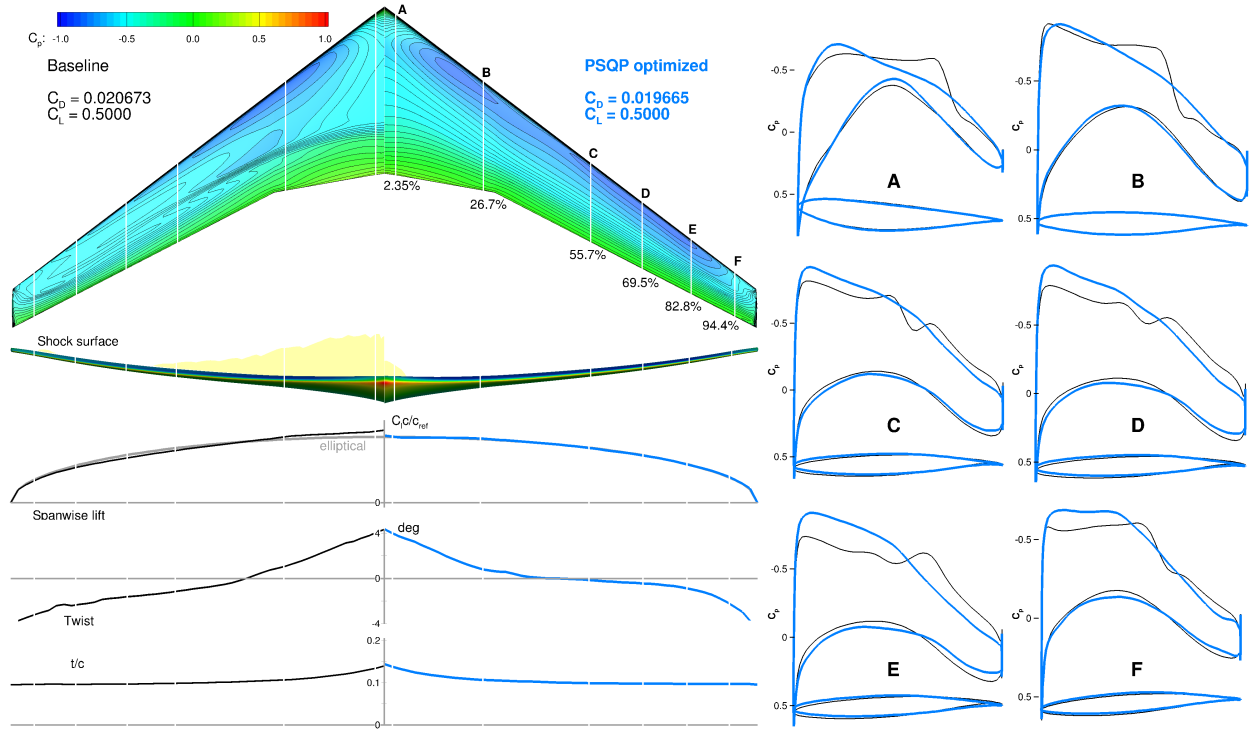 Cp: -1.0 -0.5 0.0 0.5 1.0
Baseline
CD = 0.020673
CL = 0.5000
PSQP optimized
CD = 0.019665
CL = 0.5000
A
B
C
D
E
F
2.35%
26.7%
55.7%
69.5%
82.8%
94.4%
Shock surface
Clc/cref
elliptical
0
Spanwise lift
deg
4
0
-4
Twist
0.2
t/c
0.1
0
-0.5
Cp
0
0.5
A
-0.5
Cp
0
0.5
B
-0.5
Cp
0
0.5
C
-0.5
Cp
0
0.5
D
-0.5
Cp
0
0.5
E
-0.5
Cp
0
0.5
F